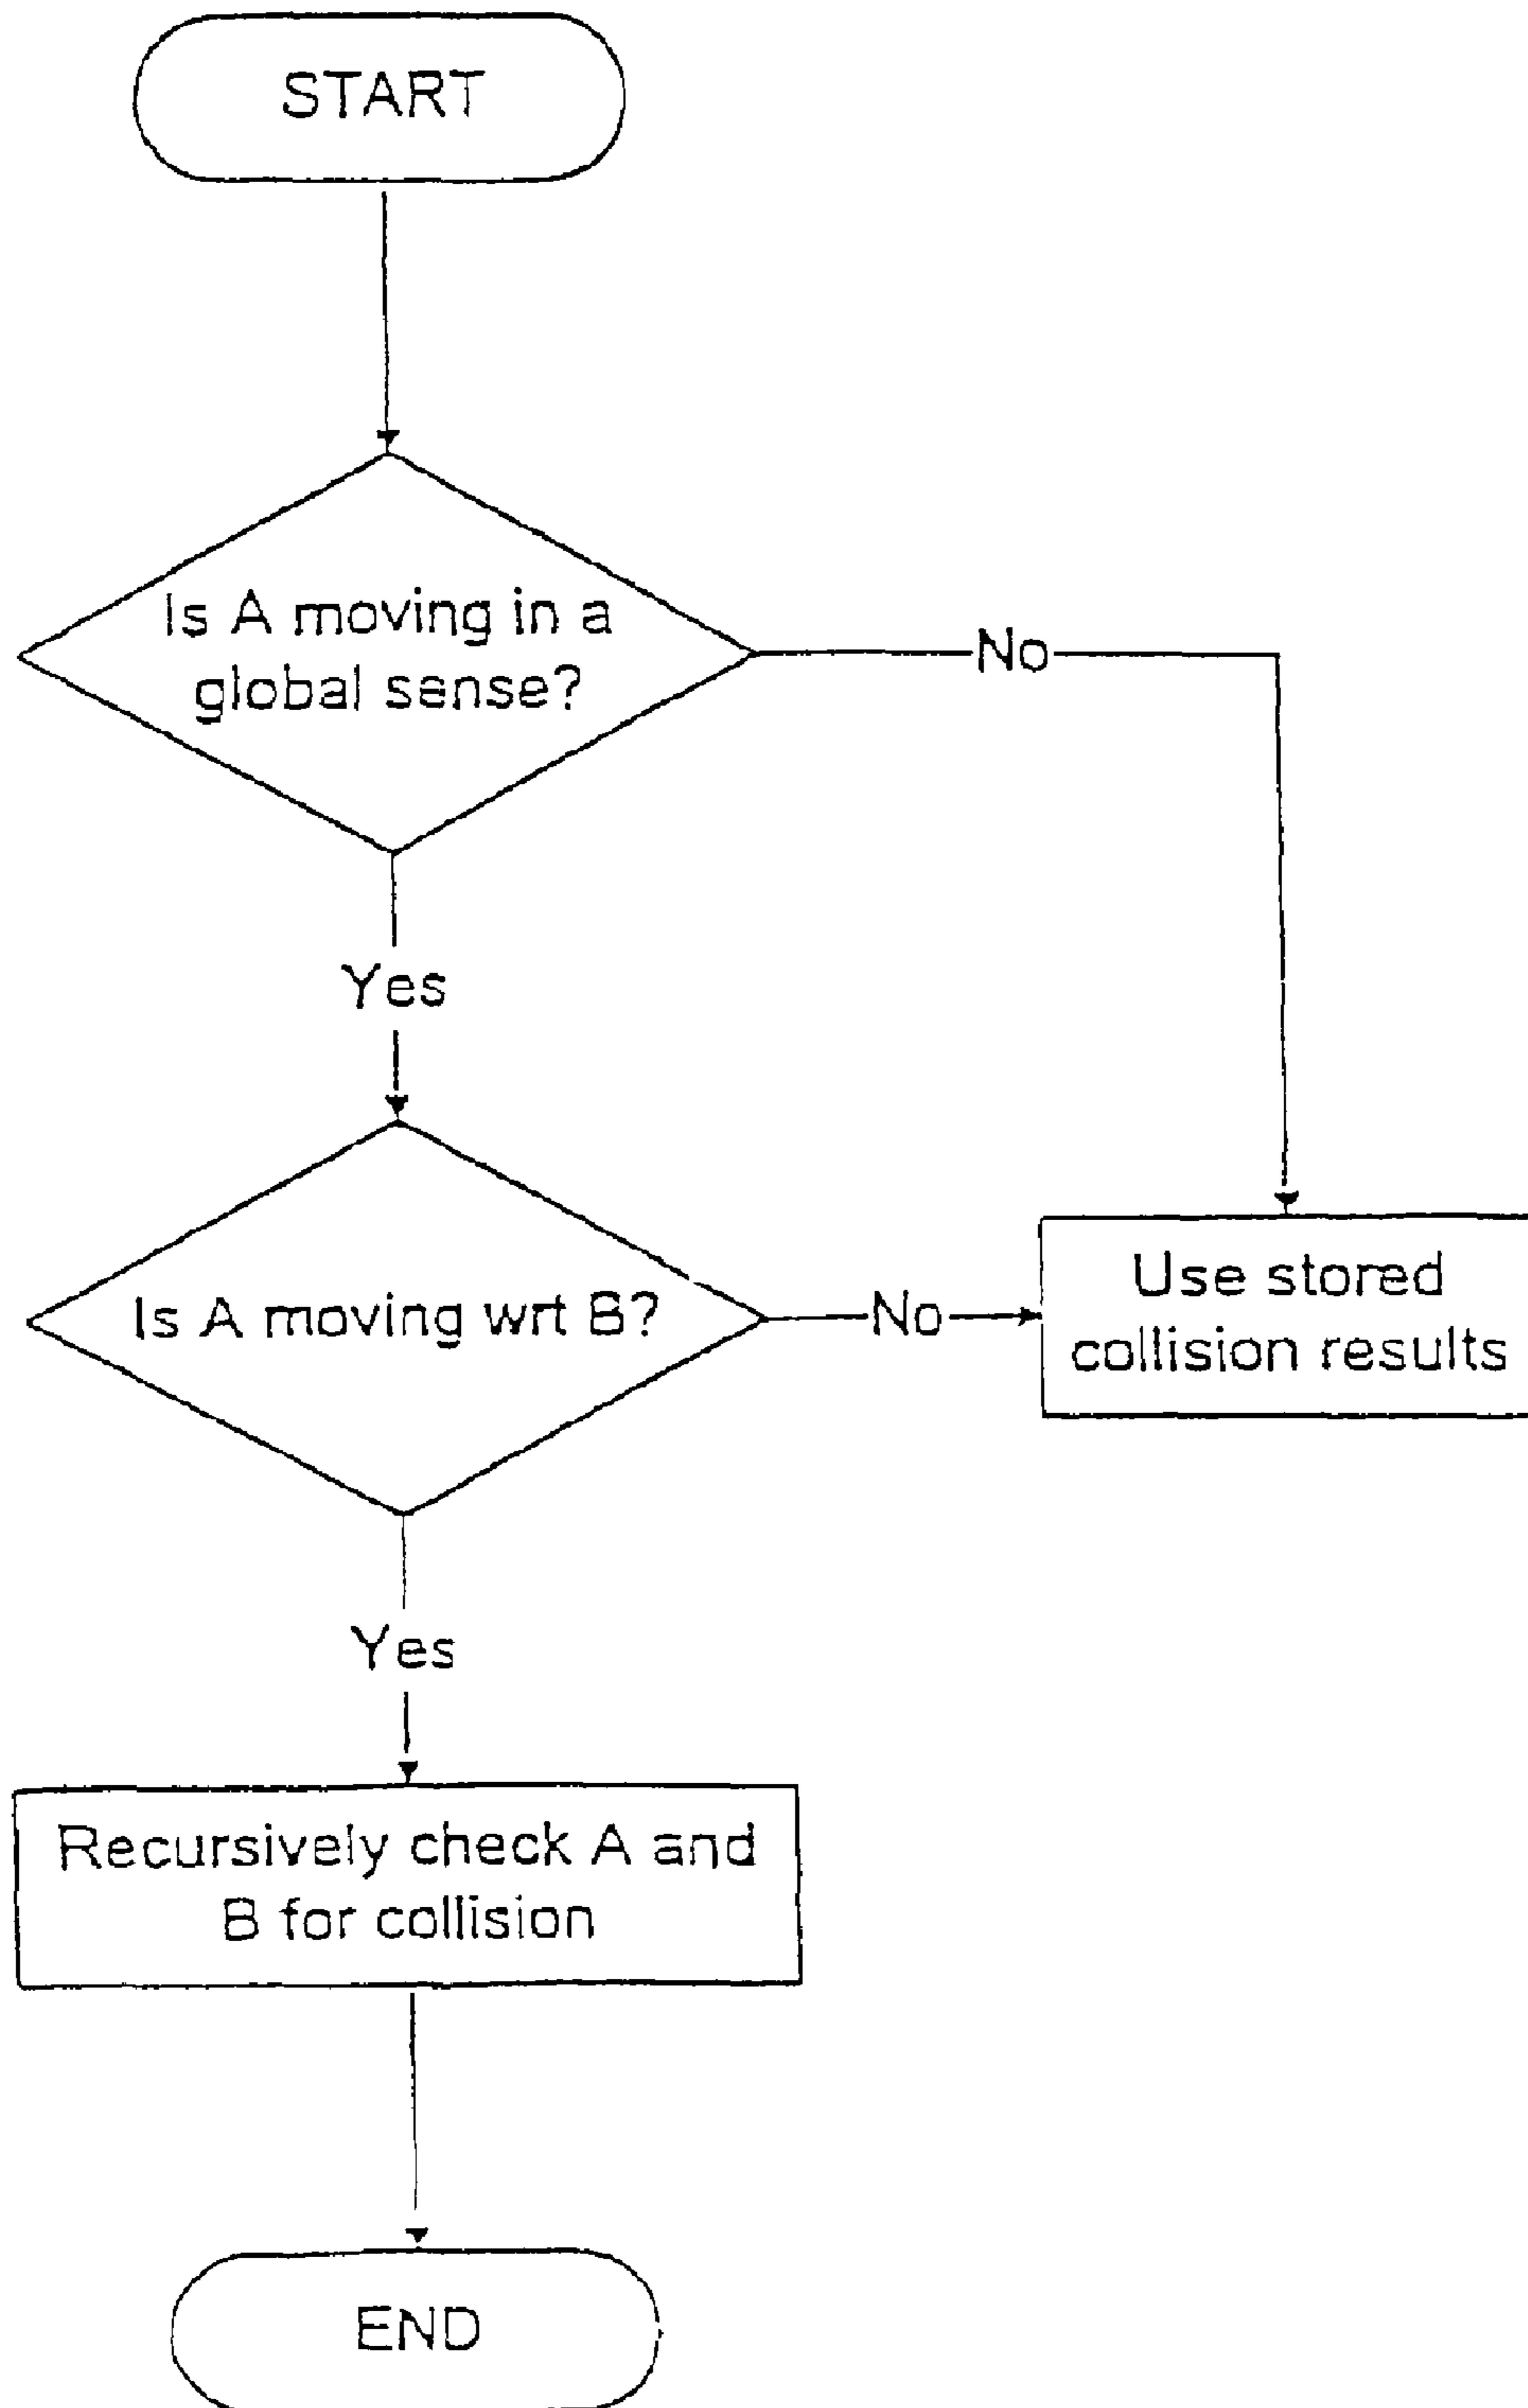 START
Is A moving in a
global sense?
No
Yes
Is A moving wrt B?
No
Use stored
collision results
Yes
Recursively check A and
B for collision
END